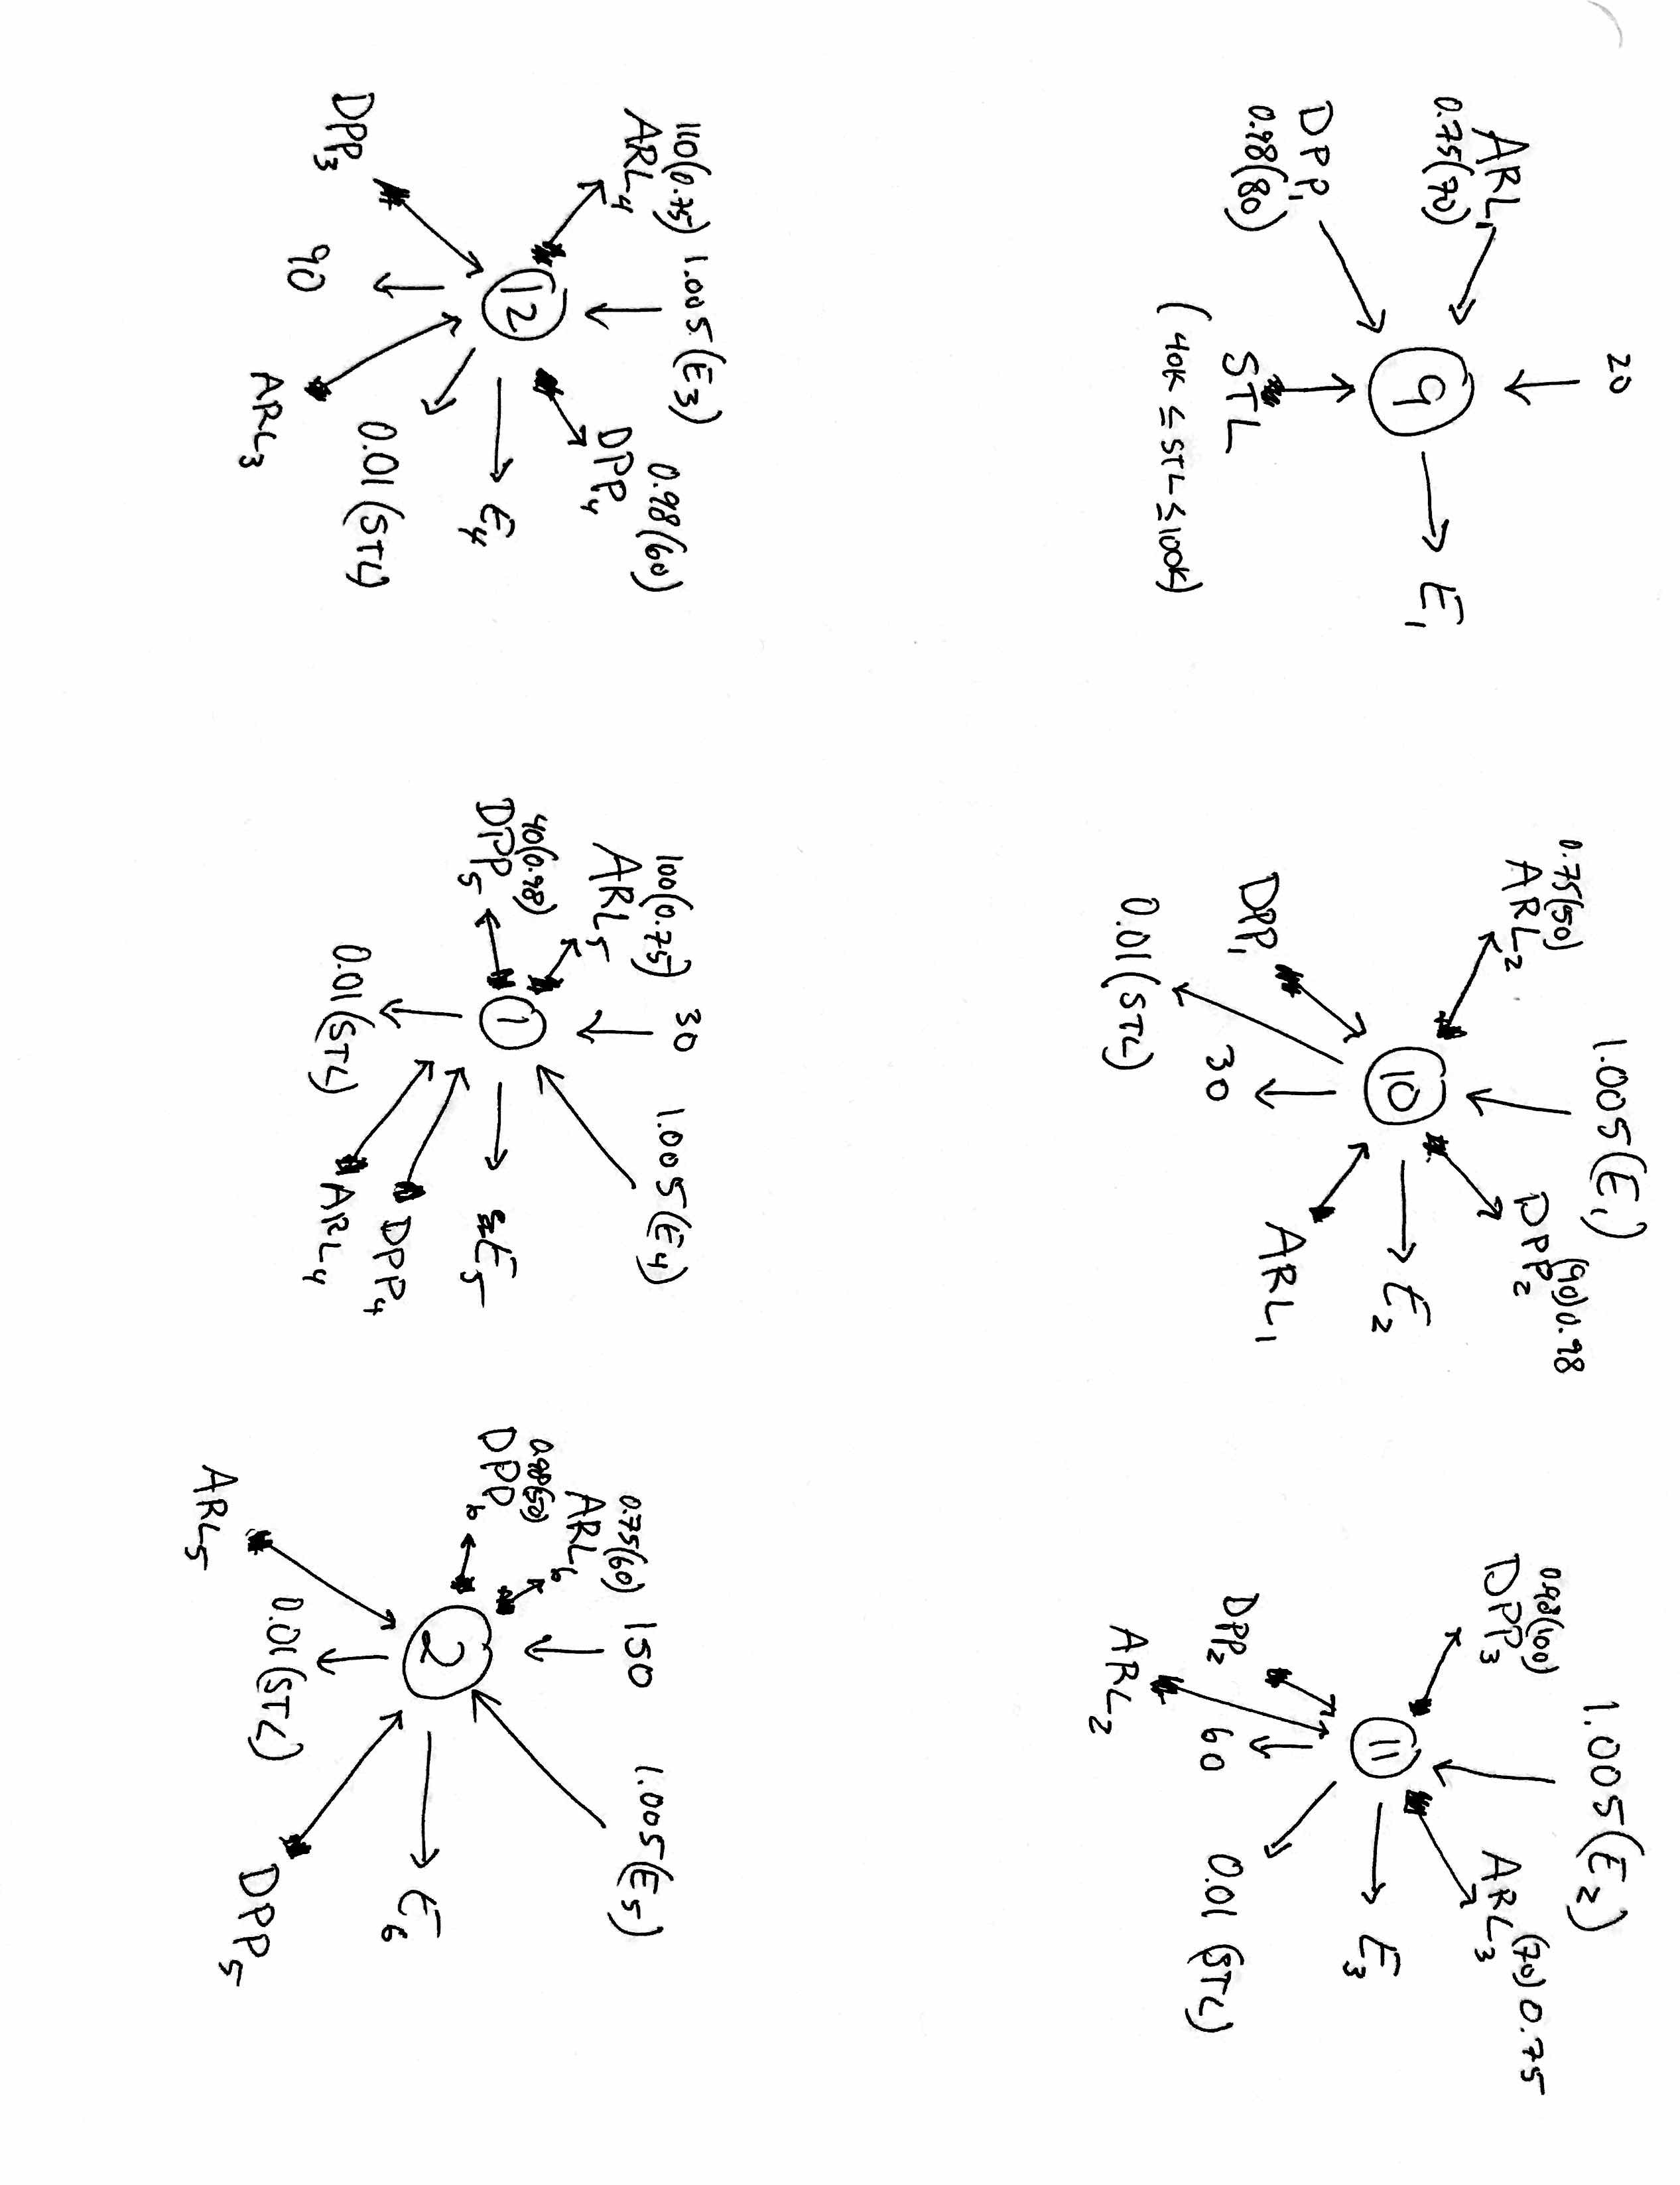 20
ARL1
0.75(70)
DPP1
0.98(80)
9
E1
STL
(40K ≤ STL ≤ 100K)
1.005(E1)
0.75(50)
ARL2
DPP2
(90)0.98
10
DPP1
E2
30
ARL1
0.01(STL)
1.005(E2)
0.98(100)
DPP3
ARL3
(70)0.75
11
E3
DPP2
60
0.01(STL)
ARL2
110(0.75)
ARL4
1.005(E3)
0.98(60)
DPP4
12
E4
DPP3
0.01(STL)
90
ARL3
100(0.75)
ARL5
30
1.005(E4)
40(0.98)
DPP5
1
E5
DPP4
0.01(STL)
ARL4
0.75(60)
ARL6
150
1.005(E5)
0.98(50)
DPP6
2
E6
0.01(STL)
ARL5
DPP5